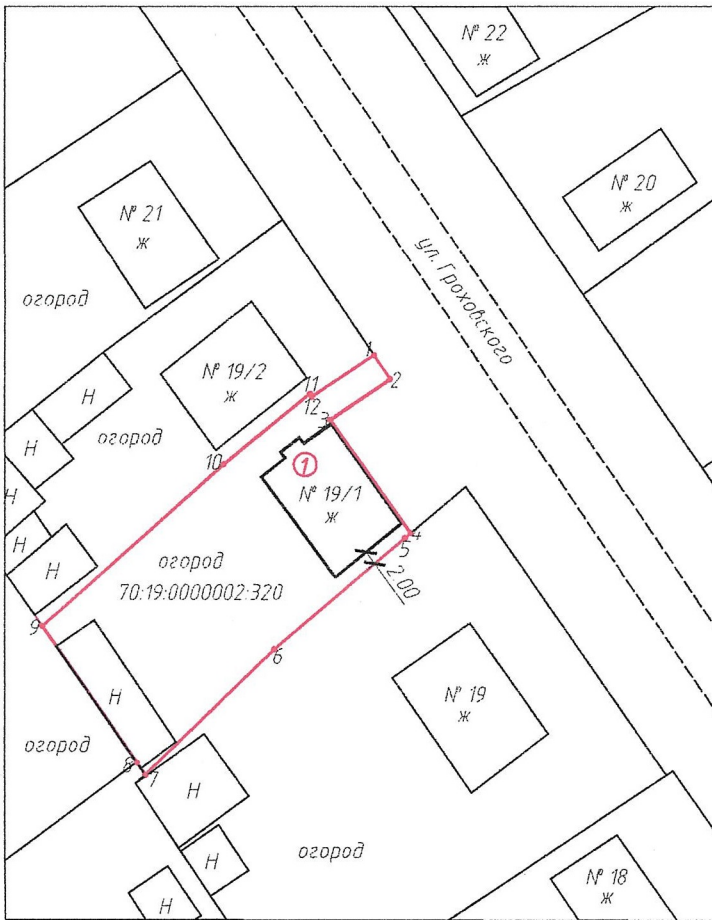 № 22
ж
№ 20
ж
№ 21
ж
ул. Гроховского
огород
1
2
№ 19/2
ж
11
12
3
Н
огород
Н
10
1
№ 19/1
ж
Н
4
5
Н
Н
огород
70:19:0000002:320
2.00
9
6
Н
№ 19
ж
огород
8
7
Н
Н
огород
№ 18
ж
Н